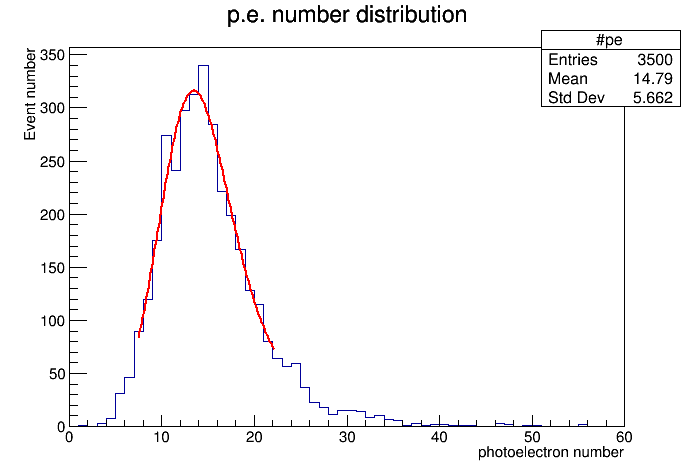 p.e. number distribution
#pe
Entries 3500
Mean 14.79
Std Dev 5.662
Event number
350
300
250
200
150
100
50
0
0 10 20 30 40 50 60
photoelectron number